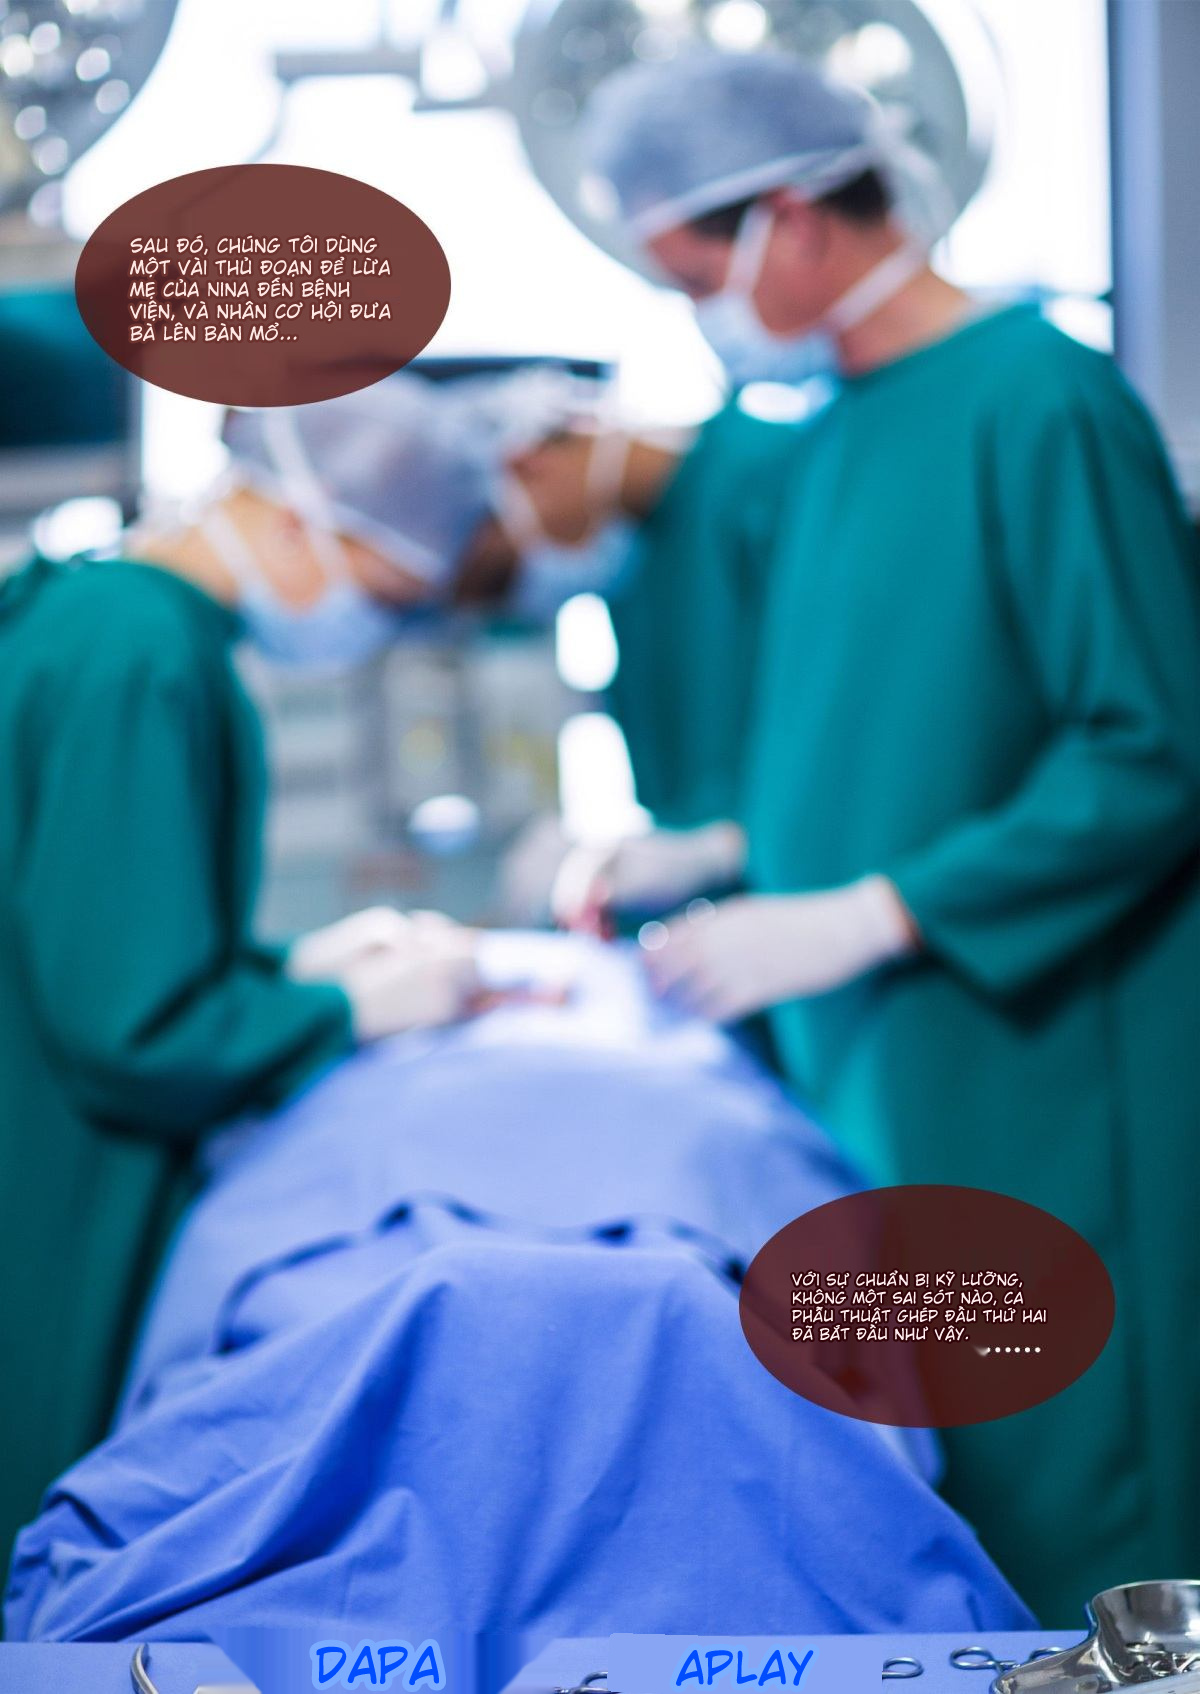 SAU ĐÓ, CHÚNG TÔI DÙNG
MỘT VÀI THỦ ĐOẠN ĐỂ LỪA
MẸ CỦA NINA ĐẾN BỆNH
VIỆN, VÀ NHÂN CƠ HỘI ĐƯA
BÀ LÊN BÀN MỔ...
VỚI SỰ CHUẨN BỊ KỸ LƯỠNG,
KHÔNG MỘT SAI SÓT NÀO, CA
PHẪU THUẬT GHÉP ĐẦU THỨ HAI
ĐÃ BẮT ĐẦU NHƯ VẬY.
......
DAPA APLAY